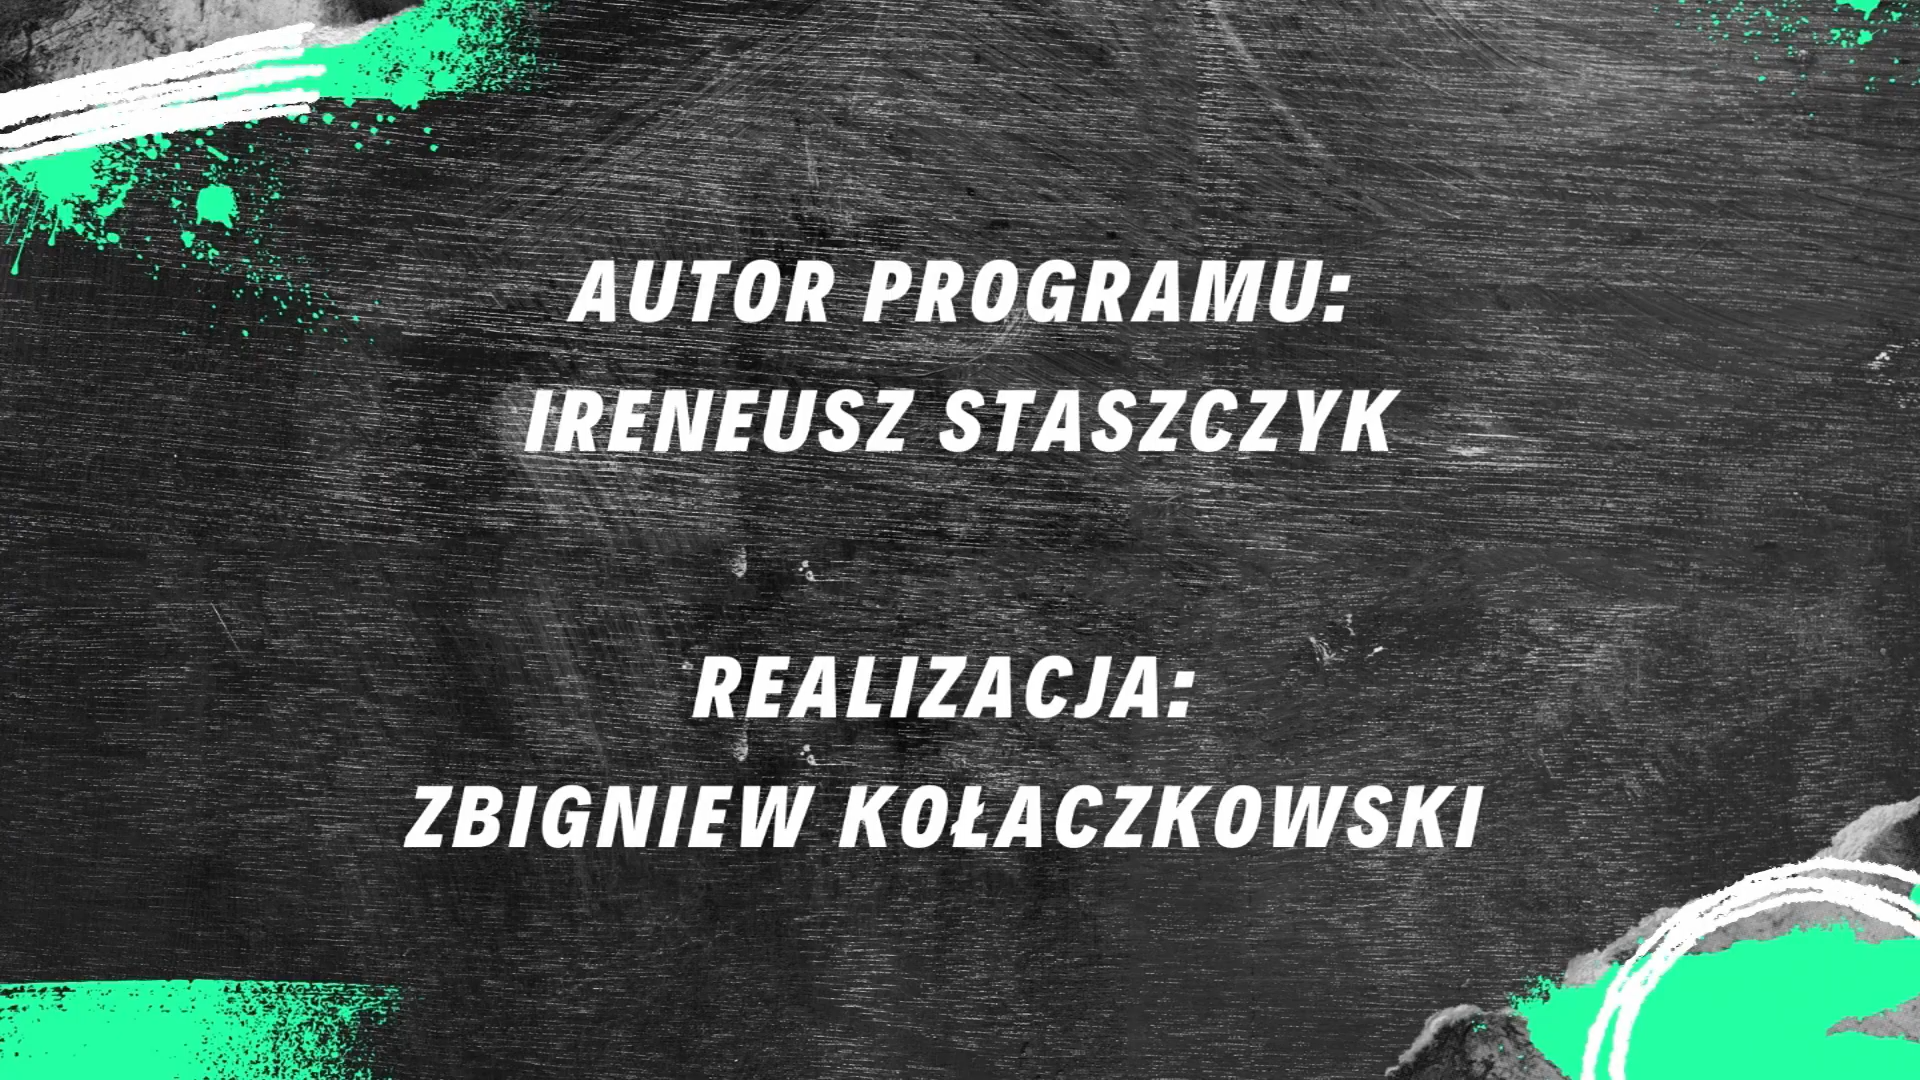 AUTOR PROGRAMU:
IRENEUSZ STASZCZYK
REALIZACJA:
ZBIGNIEW KOŁACZKOWSKI